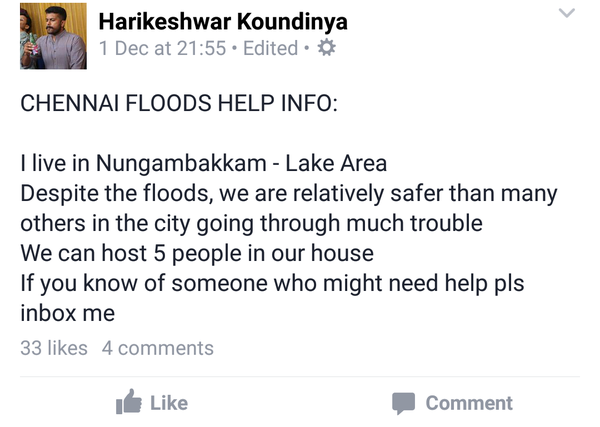 Harikeshwar Koundinya
1 Dec at 21:55 • Edited •
CHENNAI FLOODS HELP INFO:
I live in Nungambakkam - Lake Area
Despite the floods, we are relatively safer than many
others in the city going through much trouble
We can host 5 people in our house
If you know of someone who might need help pls
inbox me
33 likes 4 comments
Like Comment